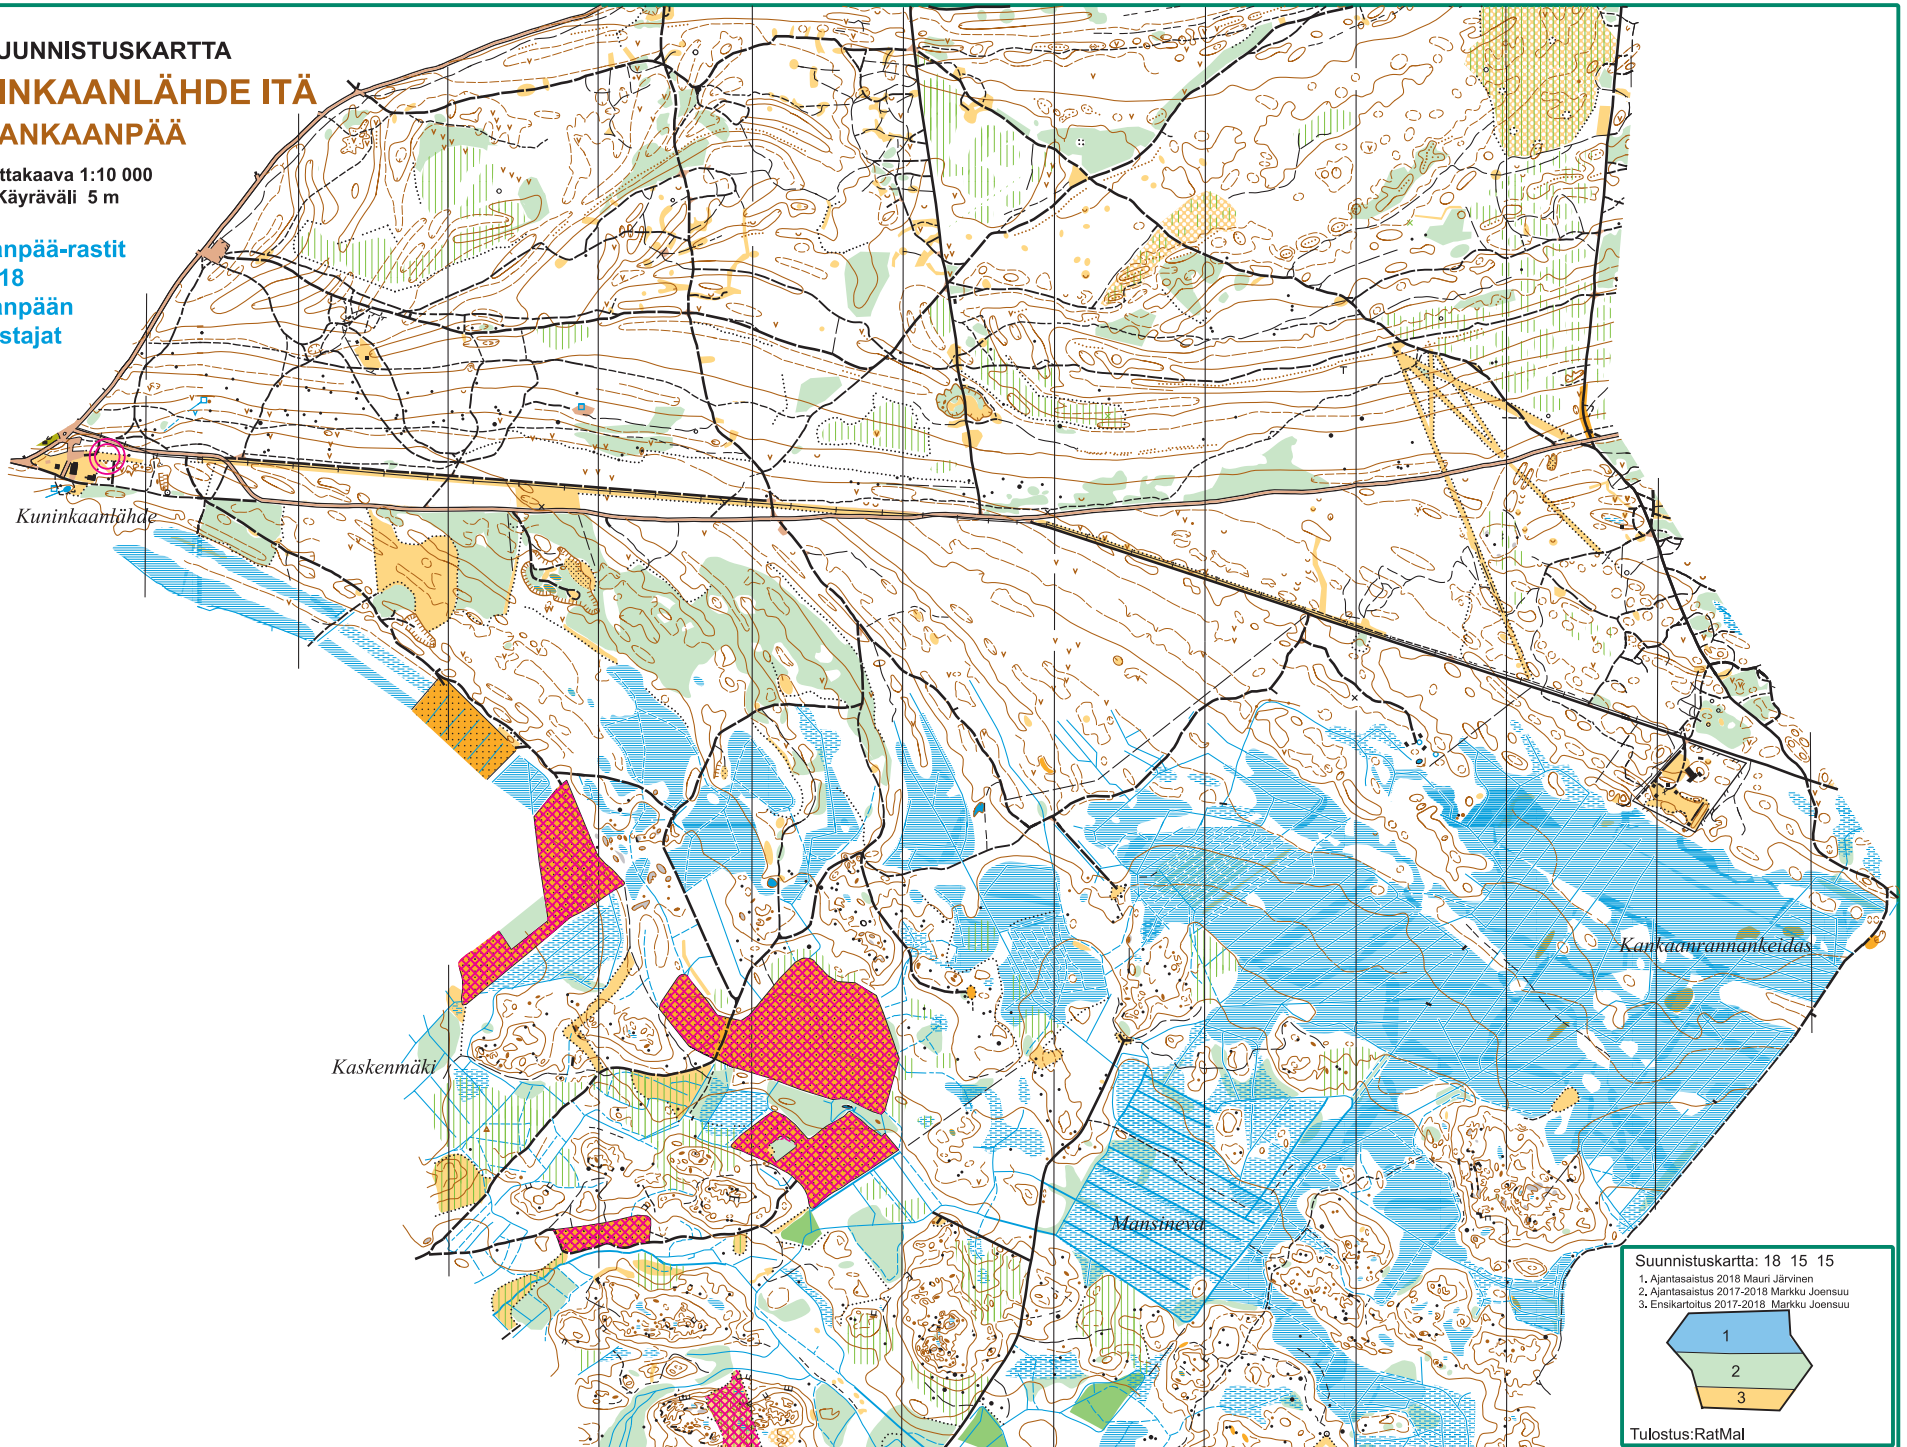 UUNNISTUSKARTTA
INKAANLÄHDE ITÄ
ANKAANPÄÄ
ttakaava 1:10 000
Käyräväli 5 m
anpää-rastit
18
anpään
stajat
Kuninkaanlähde
Kankaanrannankeidas
Kaskenmäki
Mansineva
Suunnistuskartta: 18 15 15
1. Ajantasaistus 2018 Mauri Järvinen
2. Ajantasaistus 2017-2018 Markku Joensuu
3. Ensikartoitus 2017-2018 Markku Joensuu
1
2
3
Tulostus:RatMal